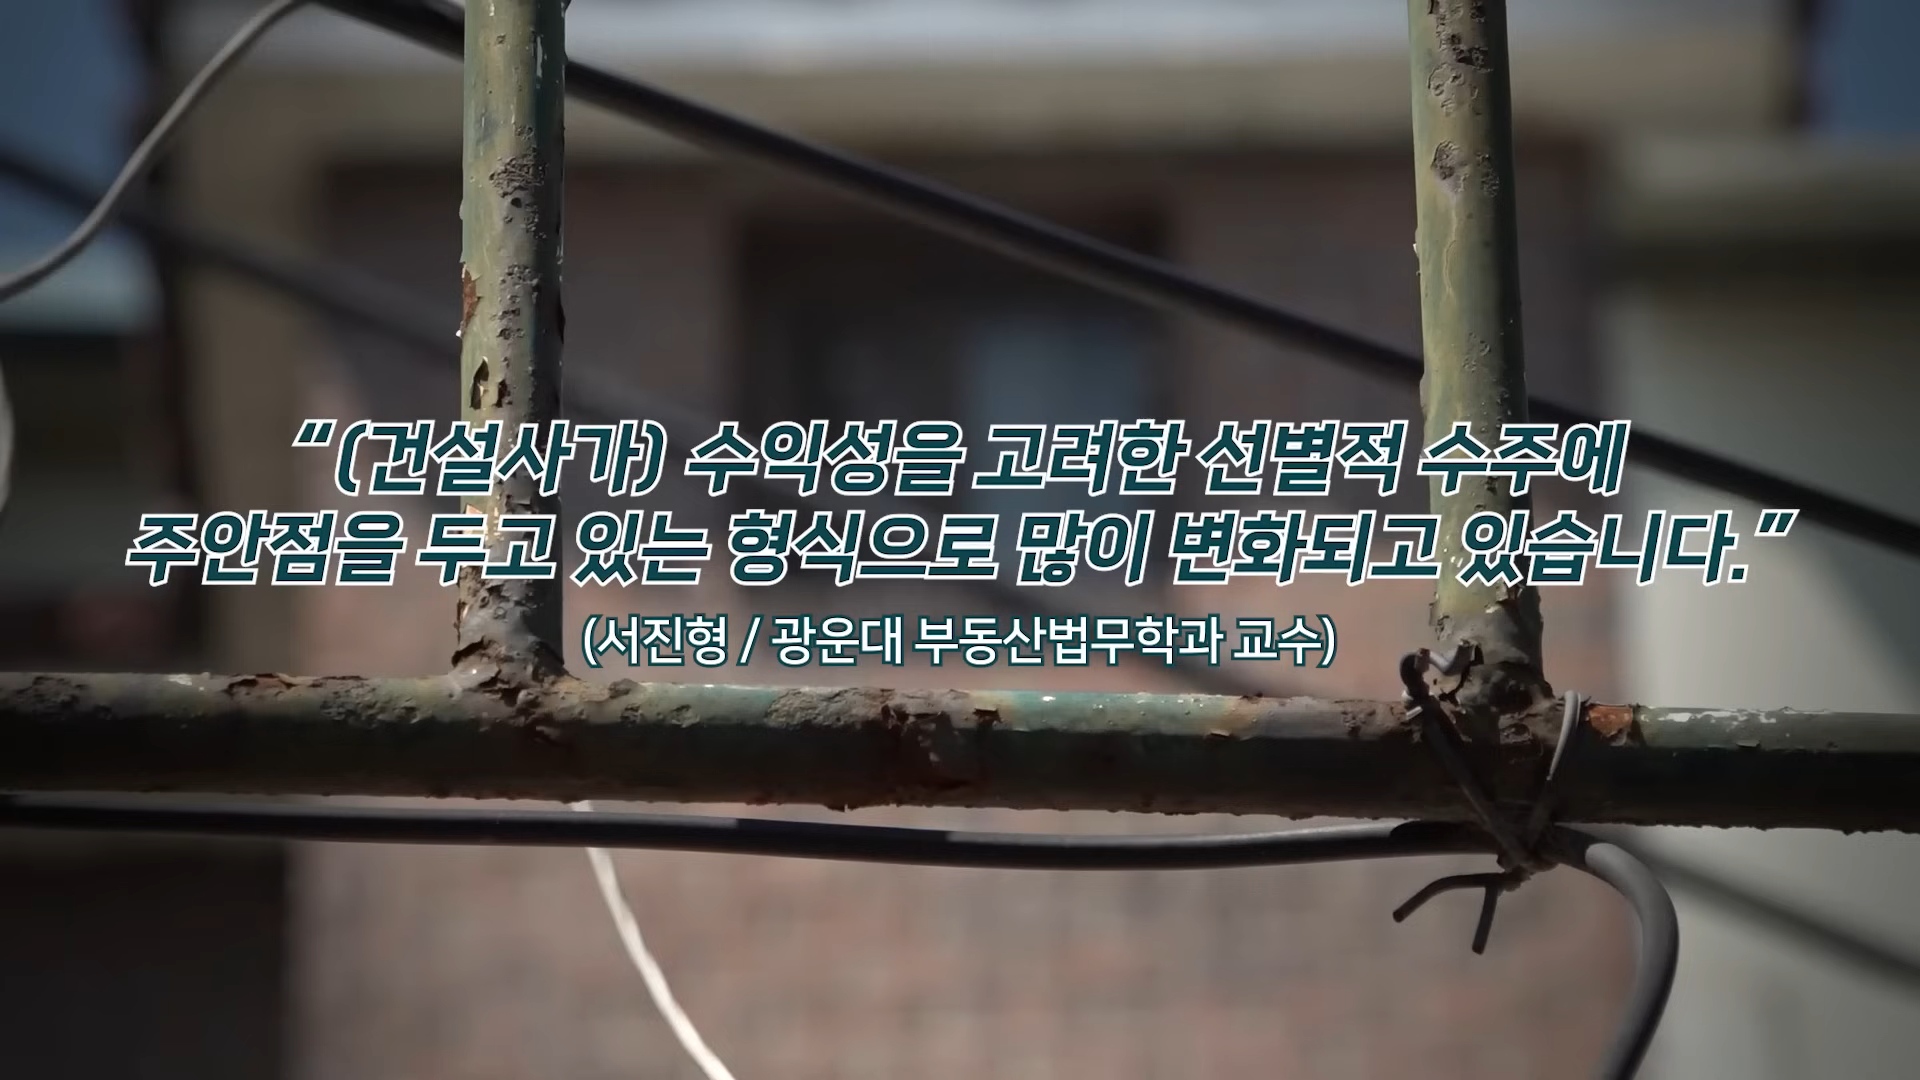 “(건설사가) 수익성을 고려한 선별적 수주에
주안점을 두고 있는 형식으로 많이 변화되고 있습니다.”
(서진형 / 광운대 부동산법무학과 교수)